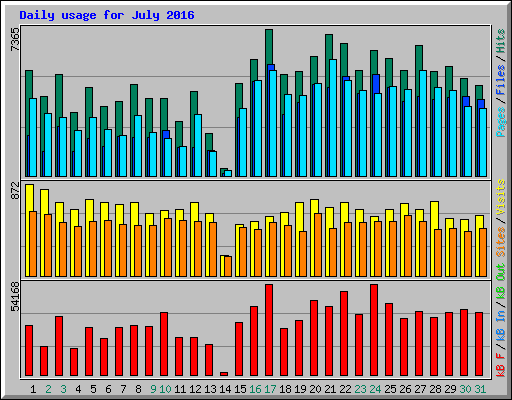 Daily usage for July 2016
7365
872
54168
Pages / Files / Hits
Sites / Visits
kB F / kB In / kB Out
1 2 3 4 5 6 7 8 9 10 11 12 13 14 15 16 17 18 19 20 21 22 23 24 25 26 27 28 29 30 31